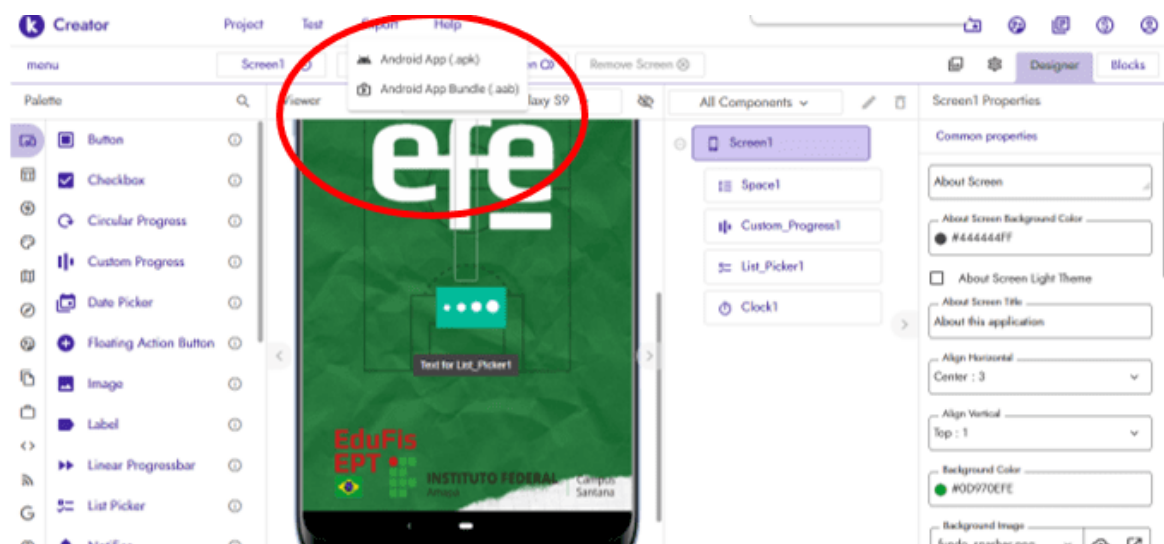 Creator
Project Test Export Help
menu
Screen1
Remove Screen
Designer Blocks
Android App (.apk)
Android App Bundle (.aab)
Palette
Viewer
laxy S9
All Components
Screen1 Properties
Button
Checkbox
Circular Progress
Custom Progress
Date Picker
Floating Action Button
Image
Label
Linear Progressbar
List Picker
efe
Text for List_Picker1
EduFis
EPT
INSTITUTO FEDERAL
Amapá
Campus
Santana
Screen1
Space1
Custom_Progress1
List_Picker1
Clock1
Common properties
About Screen
About Screen Background Color
#444444FF
About Screen Light Theme
About Screen Title
About this application
Align Horizontal
Center : 3
Align Vertical
Top : 1
Background Color
#0D970EFE
Background Image